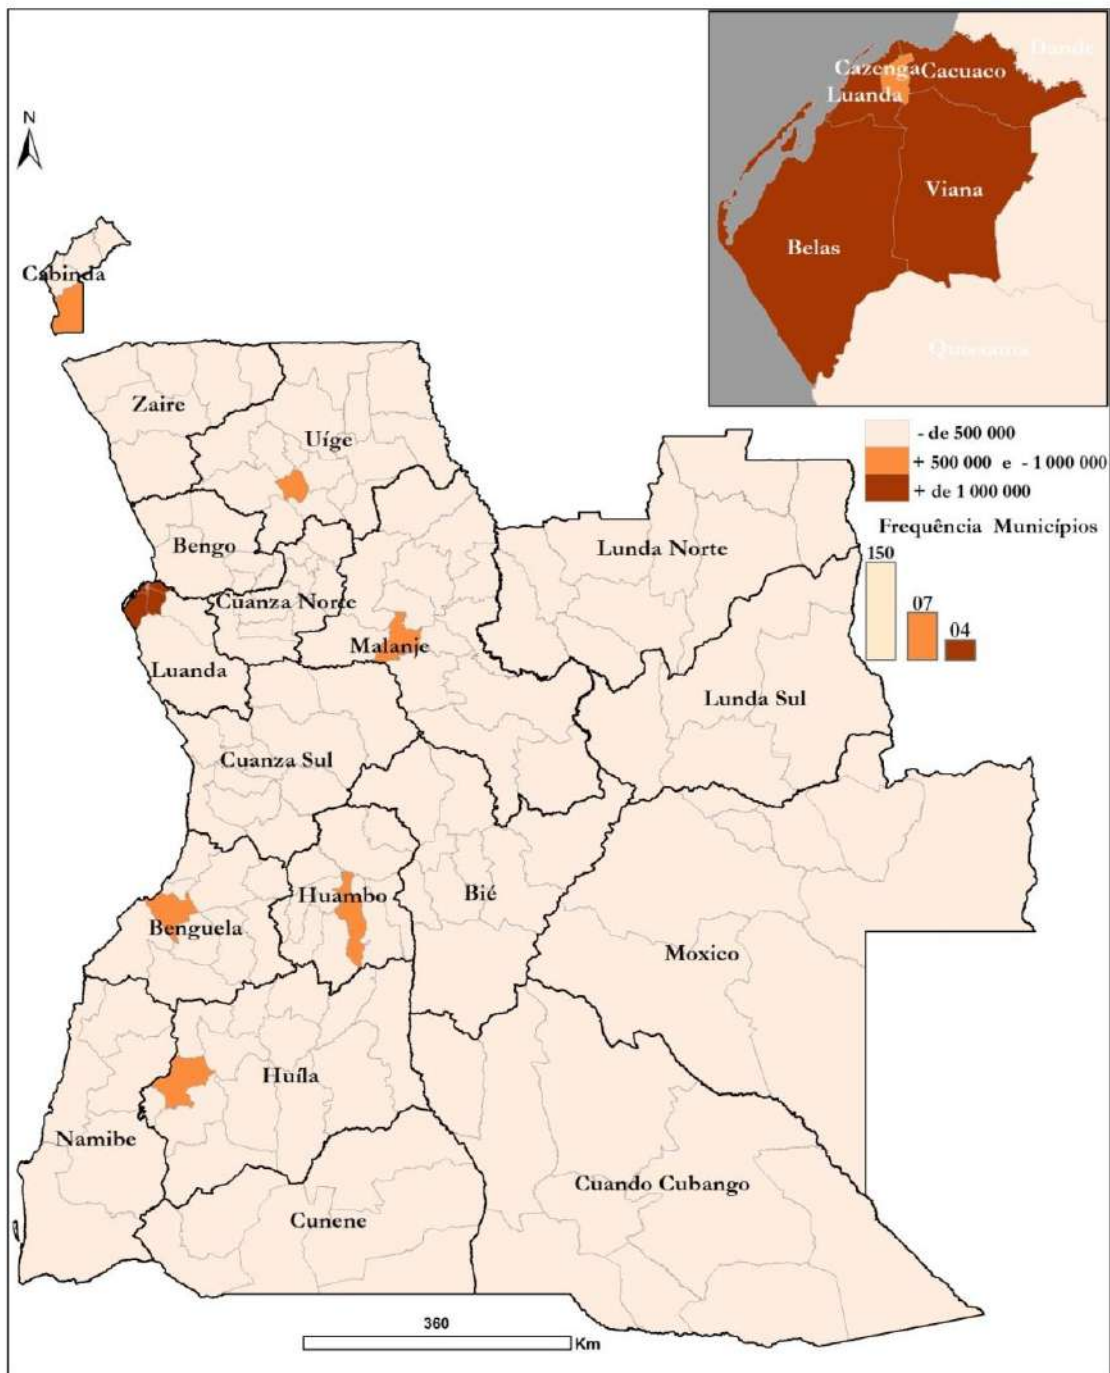 Dande
Cazenga
Cacuaco
Luanda
Viana
Belas
Quissama
N
Cabinda
- de 500 000
+ 500 000 e - 1 000 000
+ de 1 000 000
Frequência Municípios
150
07
04
Zaire
Uíge
Bengo
Lunda Norte
Cuanza Norte
Malanje
Luanda
Lunda Sul
Cuanza Sul
Huambo
Bié
Benguela
Moxico
Huíla
Namibe
Cuando Cubango
Cunene
360
Km